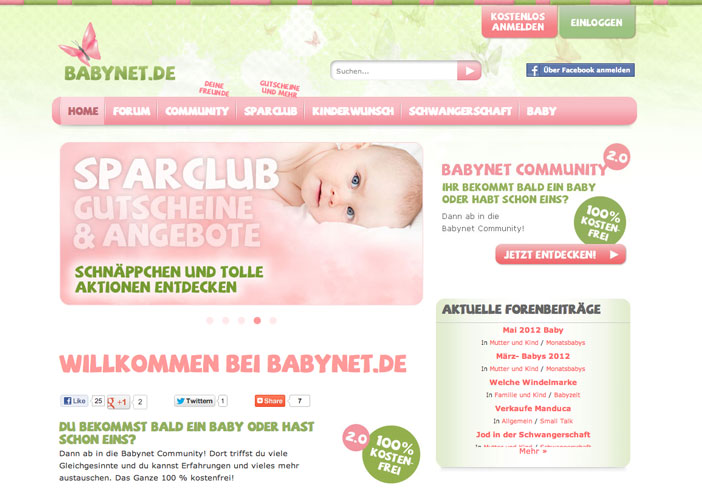 KOSTENLOS
ANMELDEN
EINLOGGEN
BABYNET.DE
Suchen...
Über Facebook anmelden
DEINE
FREUNDE
GUTSCHEINE
UND MEHR
HOME FORUM COMMUNITY SPARCLUB KINDERWUNSCH SCHWANGERSCHAFT BABY
SPARCLUB
GUTSCHEINE
& ANGEBOTE
SCHNÄPPCHEN UND TOLLE
AKTIONEN ENTDECKEN
BABYNET COMMUNITY 2.0
IHR BEKOMMT BALD EIN BABY
ODER HABT SCHON EINS?
Dann ab in die
Babynet Community!
100%
KOSTEN-
FREI
JETZT ENTDECKEN!
AKTUELLE FORENBEITRÄGE
Mai 2012 Baby
In Mutter und Kind / Monatsbabys
März- Babys 2012
In Mutter und Kind / Monatsbabys
Welche Windelmarke
In Familie und Kind / Babyzeit
Verkaufe Manduca
In Allgemein / Small Talk
Jod in der Schwangerschaft
Mehr »
WILLKOMMEN BEI BABYNET.DE
Like 25 +1 2 Twittern 1 Share 7
DU BEKOMMST BALD EIN BABY ODER HAST
SCHON EINS?
Dann ab in die Babynet Community! Dort triffst du viele
Gleichgesinnte und du kannst Erfahrungen und vieles mehr
austauschen. Das Ganze 100 % kostenfrei!
2.0
100%
KOSTEN-
FREI